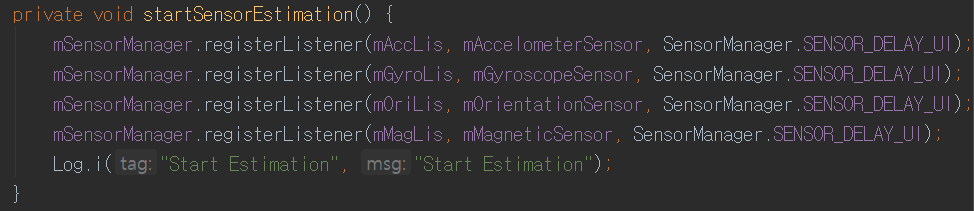 private void startSensorEstimation() {
mSensorManager.registerListener(mAccLis, mAccelometerSensor, SensorManager.SENSOR_DELAY_UI);
mSensorManager.registerListener(mGyroLis, mGyroscopeSensor, SensorManager.SENSOR_DELAY_UI);
mSensorManager.registerListener(mOriLis, mOrientationSensor, SensorManager.SENSOR_DELAY_UI);
mSensorManager.registerListener(mMagLis, mMagneticSensor, SensorManager.SENSOR_DELAY_UI);
Log.i( tag: "Start Estimation", msg: "Start Estimation");
}